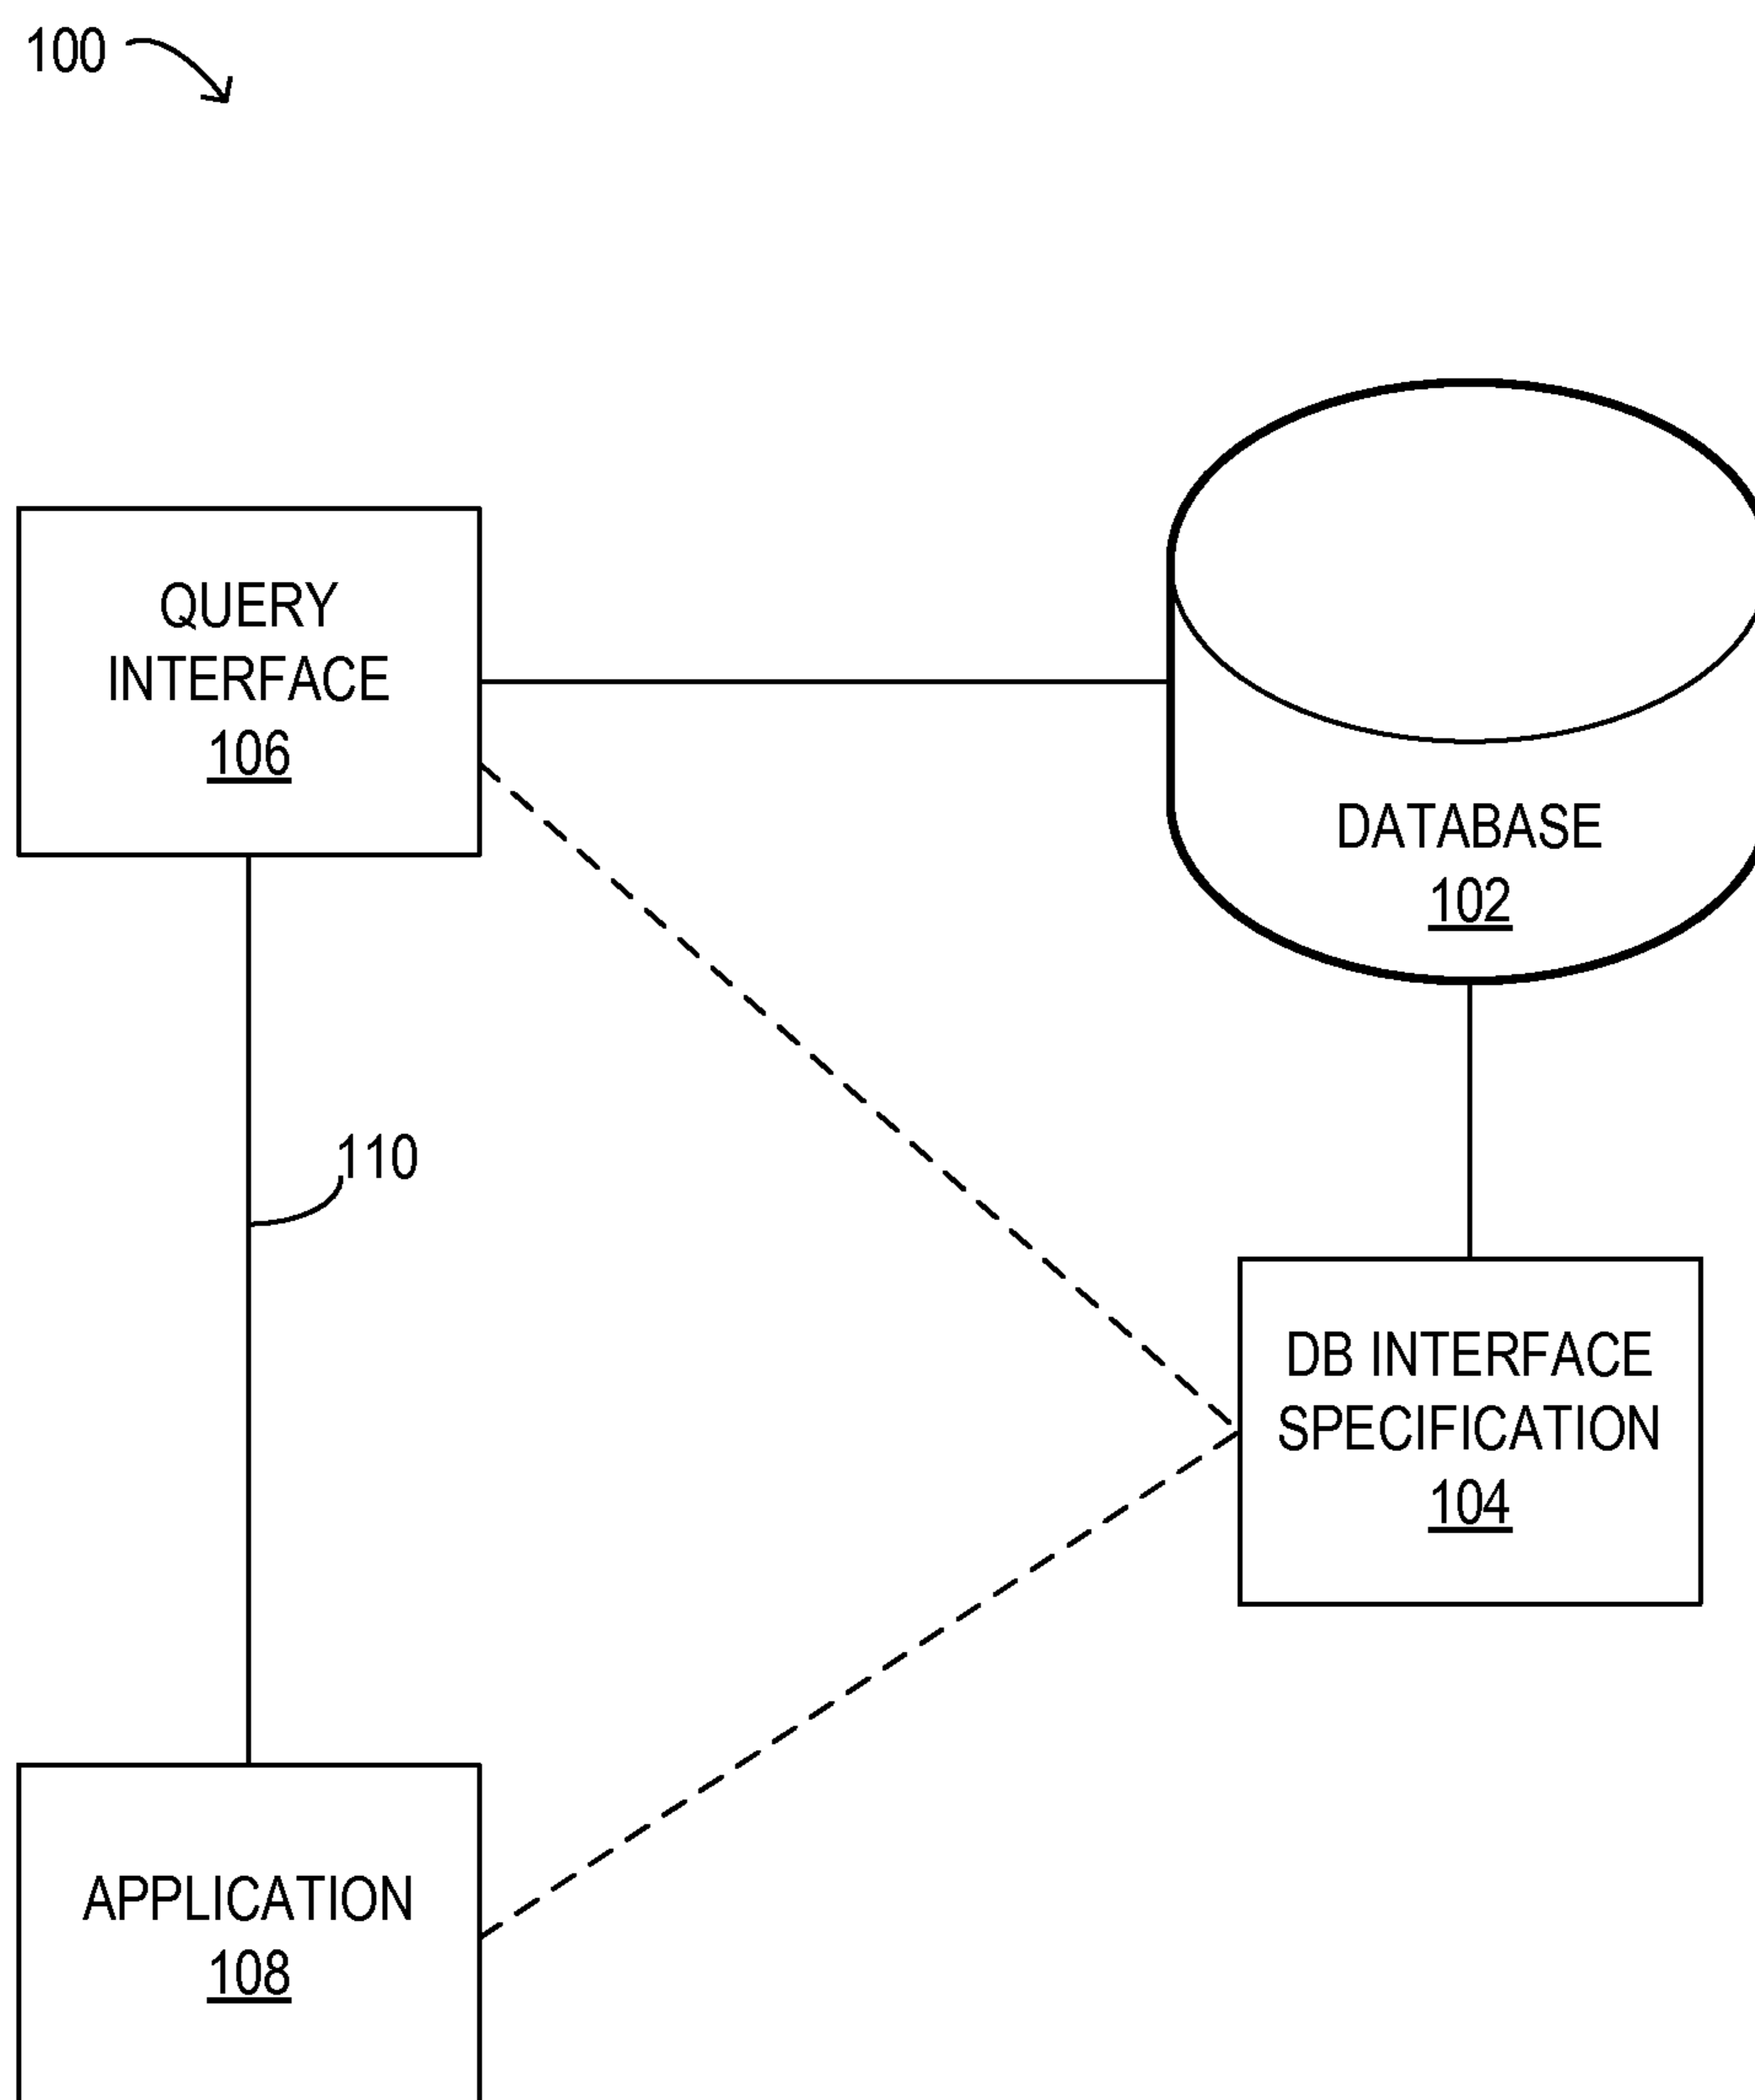 100
QUERY
INTERFACE
106
DATABASE
102
110
DB INTERFACE
SPECIFICATION
104
APPLICATION
108